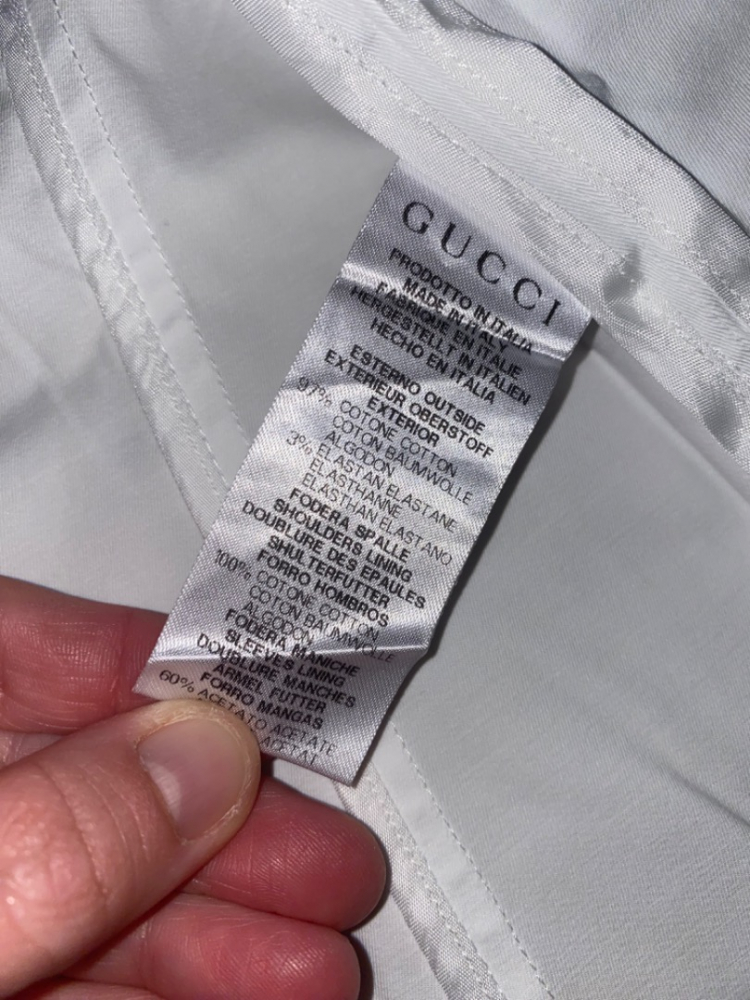 GUCCI
PRODOTTO IN ITALIA
MADE IN ITALY
FABRIQUE EN ITALIE
HERGESTELLT IN ITALIEN
HECHO EN ITALIA
ESTERNO OUTSIDE
EXTERIEUR OBERSTOFF
EXTERIOR
97% COTONE COTTON
COTON BAUMWOLLE
ALGODON
3% ELASTAN ELASTANE
ELASTHANNE
ELASTHAN ELASTANO
FODERA SPALLE
SHOULDERS LINING
DOUBLURE DES EPAULES
SHULTERFUTTER
FORRO HOMBROS
100% COTONE COTTON
COTON BAUMWOLLE
ALGODON
FODERA MANICHE
SLEEVES LINING
DOUBLURE MANCHES
ARMEL FUTTER
FORRO MANGAS
60% ACETATO ACETATE
ACETAT